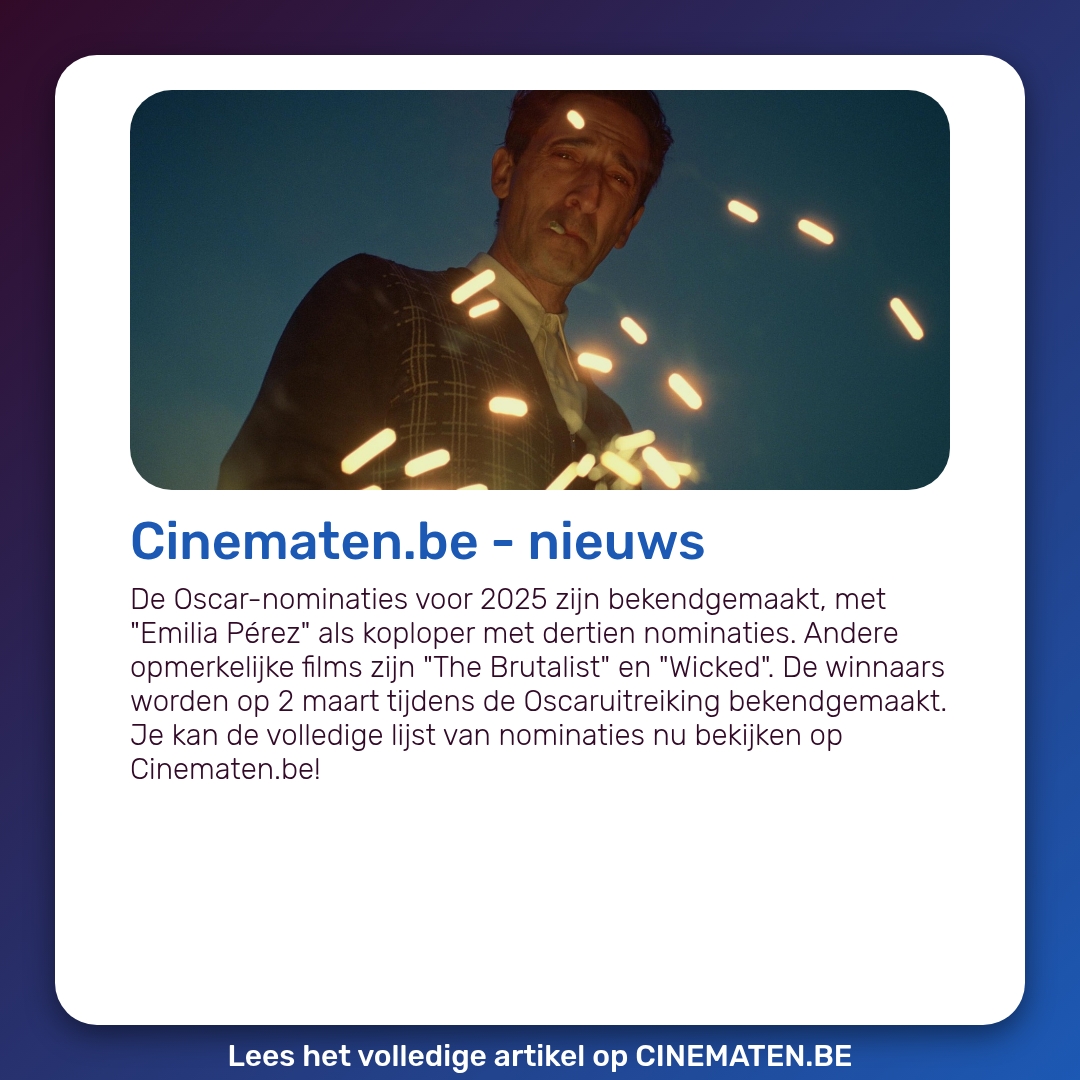 Cinematen.be - nieuws
De Oscar-nominaties voor 2025 zijn bekendgemaakt, met
"Emilia Pérez" als koploper met dertien nominaties. Andere
opmerkelijke films zijn "The Brutalist" en "Wicked". De winnaars
worden op 2 maart tijdens de Oscaruitreiking bekendgemaakt.
Je kan de volledige lijst van nominaties nu bekijken op
Cinematen.be!
Lees het volledige artikel op CINEMATEN.BE